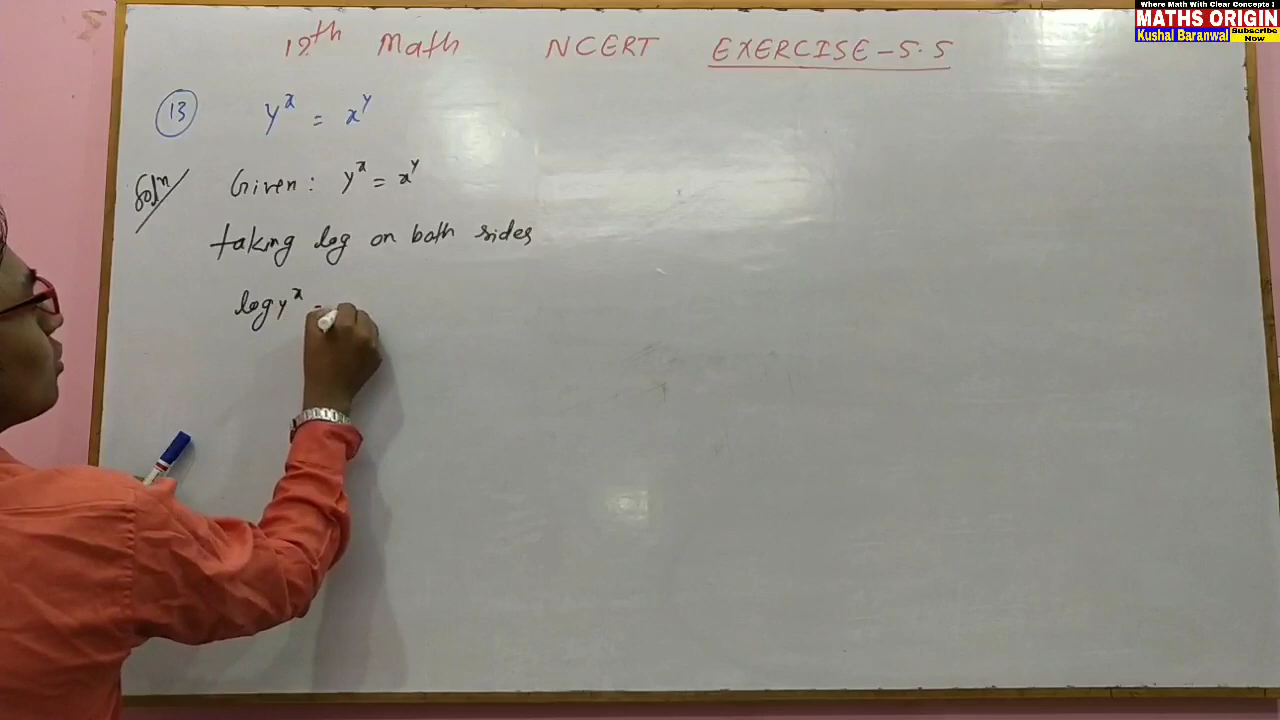 Where Math With Clear Concepts !
MATHS ORIGIN
Kushal Baranwal Subscribe Now
12th Math NCERT EXERCISE-5.5
13 y^x = x^y
Solⁿ Given: y^x = x^y
taking log on both sides
log y^x =